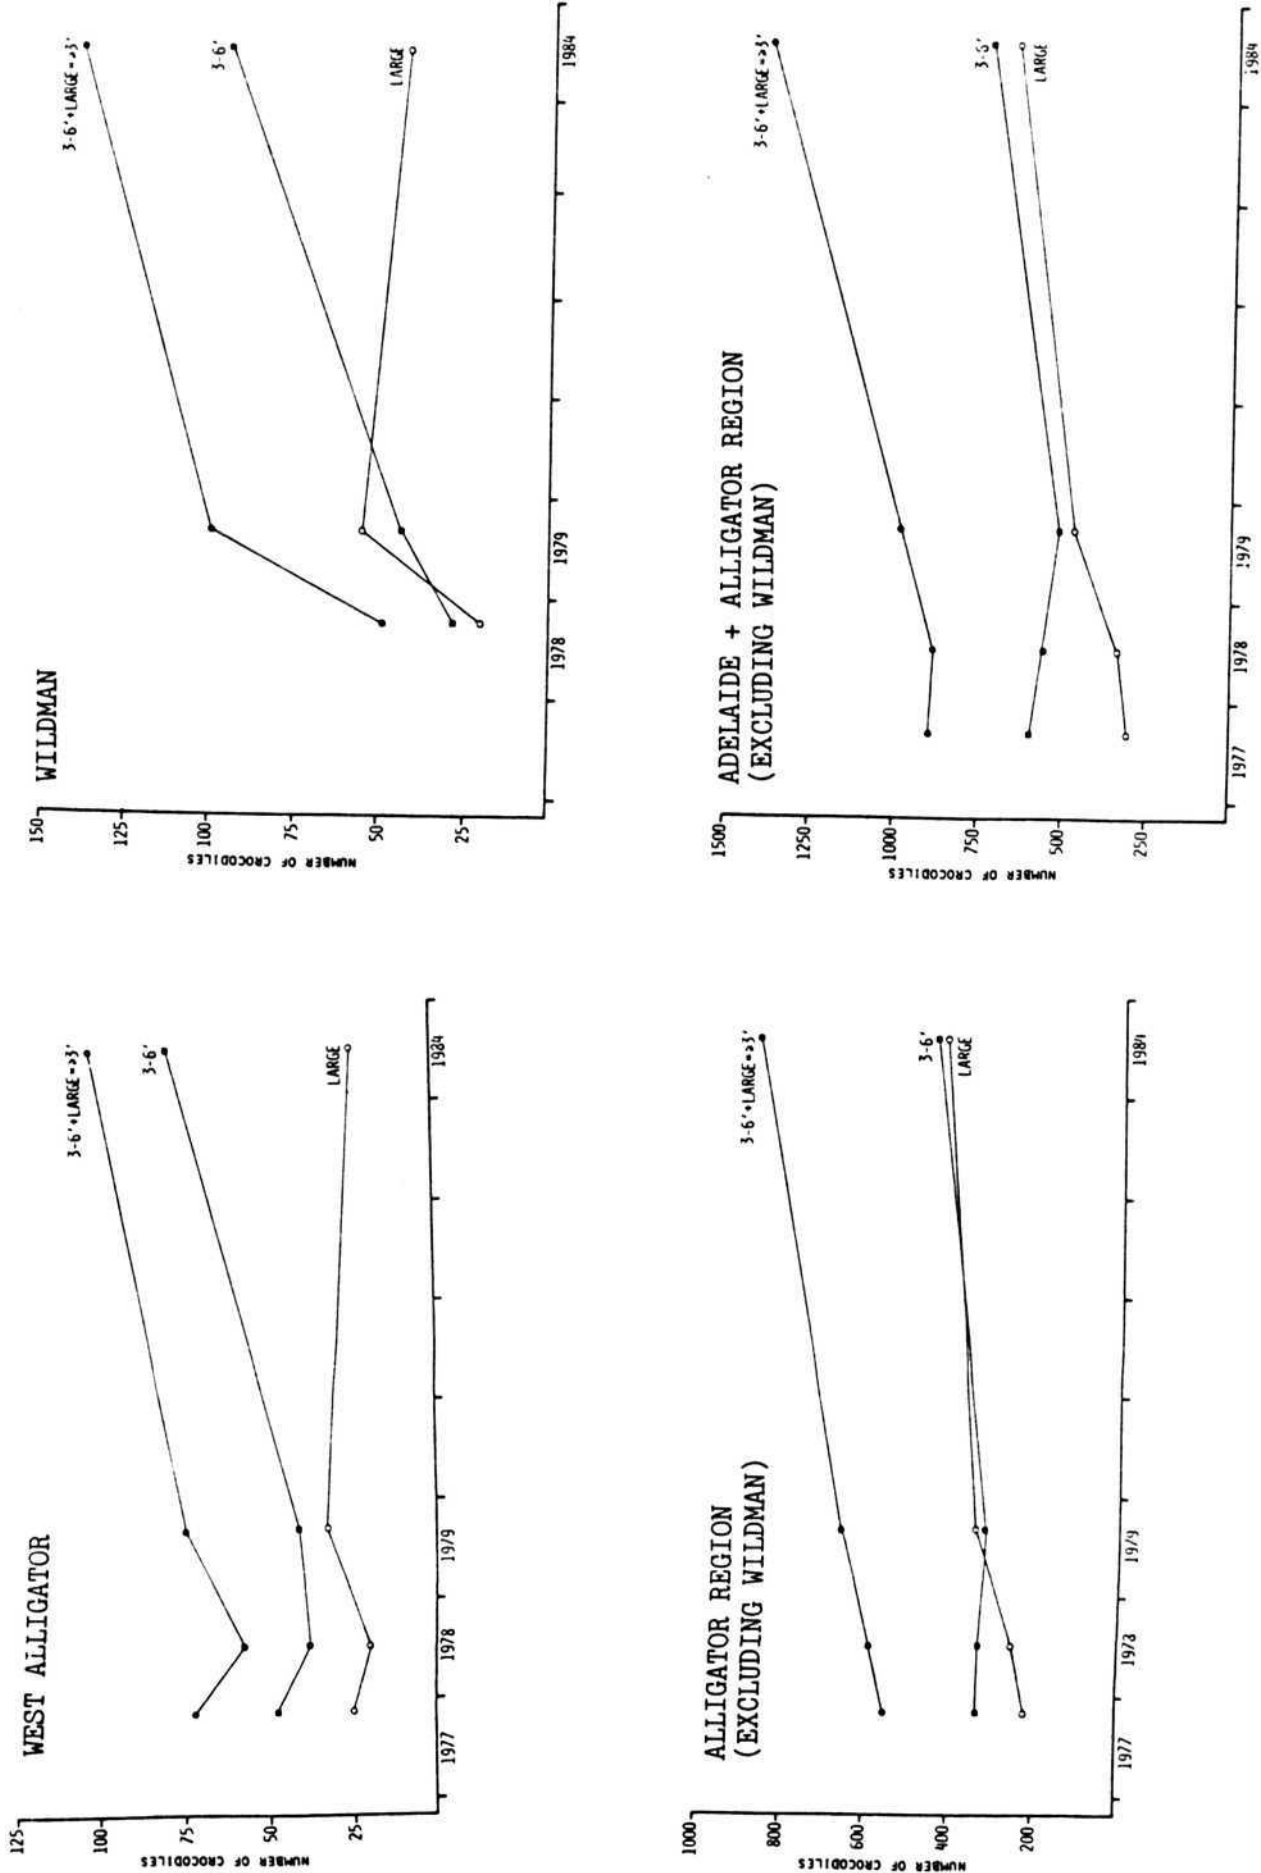 WEST ALLIGATOR
125
100
75
50
25
NUMBER OF CROCODILES
1977
1978
1979
1984
3-6'+LARGE=>3'
3-6'
LARGE
WILDMAN
150
125
100
75
50
25
NUMBER OF CROCODILES
1978
1979
1984
3-6'+LARGE=>3'
3-6'
LARGE
ALLIGATOR REGION
(EXCLUDING WILDMAN)
1000
800
600
400
200
NUMBER OF CROCODILES
1977
1978
1979
1984
3-6'+LARGE=>3'
3-6'
LARGE
ADELAIDE + ALLIGATOR REGION
(EXCLUDING WILDMAN)
1500
1250
1000
750
500
250
NUMBER OF CROCODILES
1977
1978
1979
1984
3-6'+LARGE=>3'
3-6'
LARGE